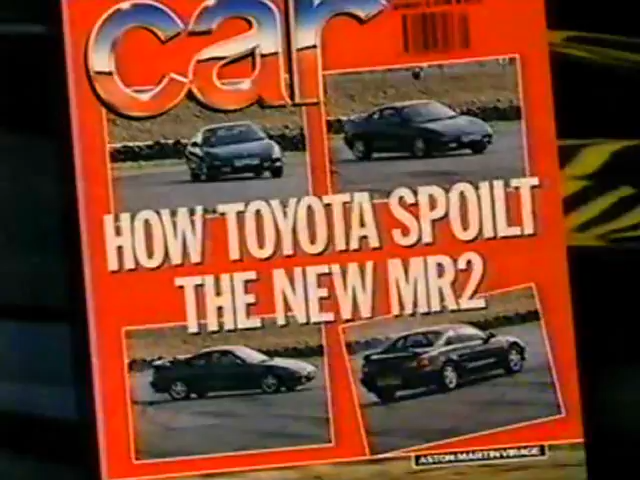 car
HOW TOYOTA SPOILT
THE NEW MR2
ASTON MARTIN VIRAGE